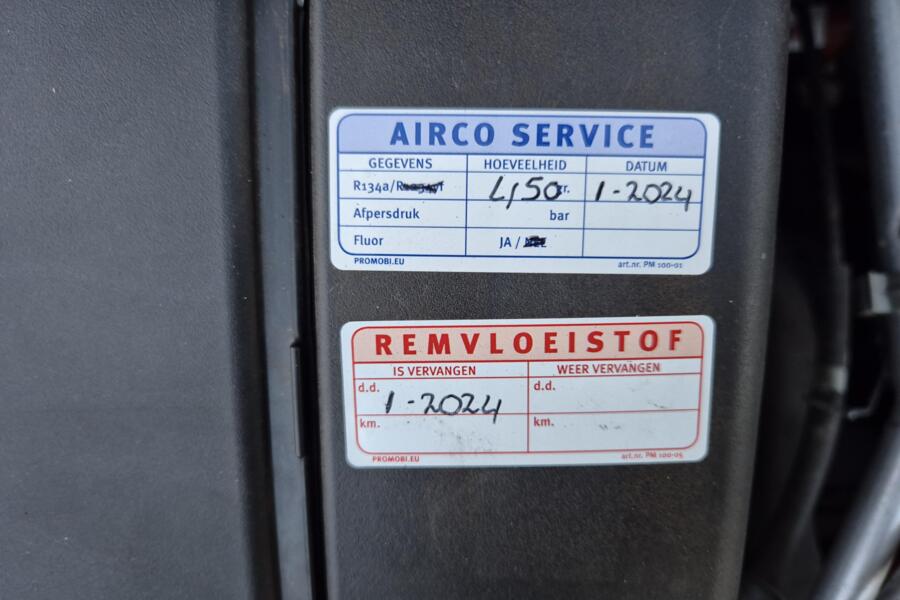 AIRCO SERVICE
GEGEVENS HOEVEELHEID DATUM
R134a/ 450 gr. 1-2024
Afpersdruk bar
Fluor JA /
PROMOBI.EU art.nr. PM 100-01
REMVLOEISTOF
IS VERVANGEN WEER VERVANGEN
d.d. 1-2024 d.d.
km. km.
PROMOBI.EU art.nr. PM 100-05